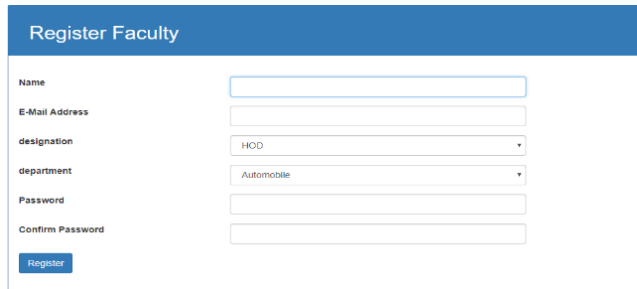 Register Faculty
Name
E-Mail Address
designation
HOD
department
Automobile
Password
Confirm Password
Register